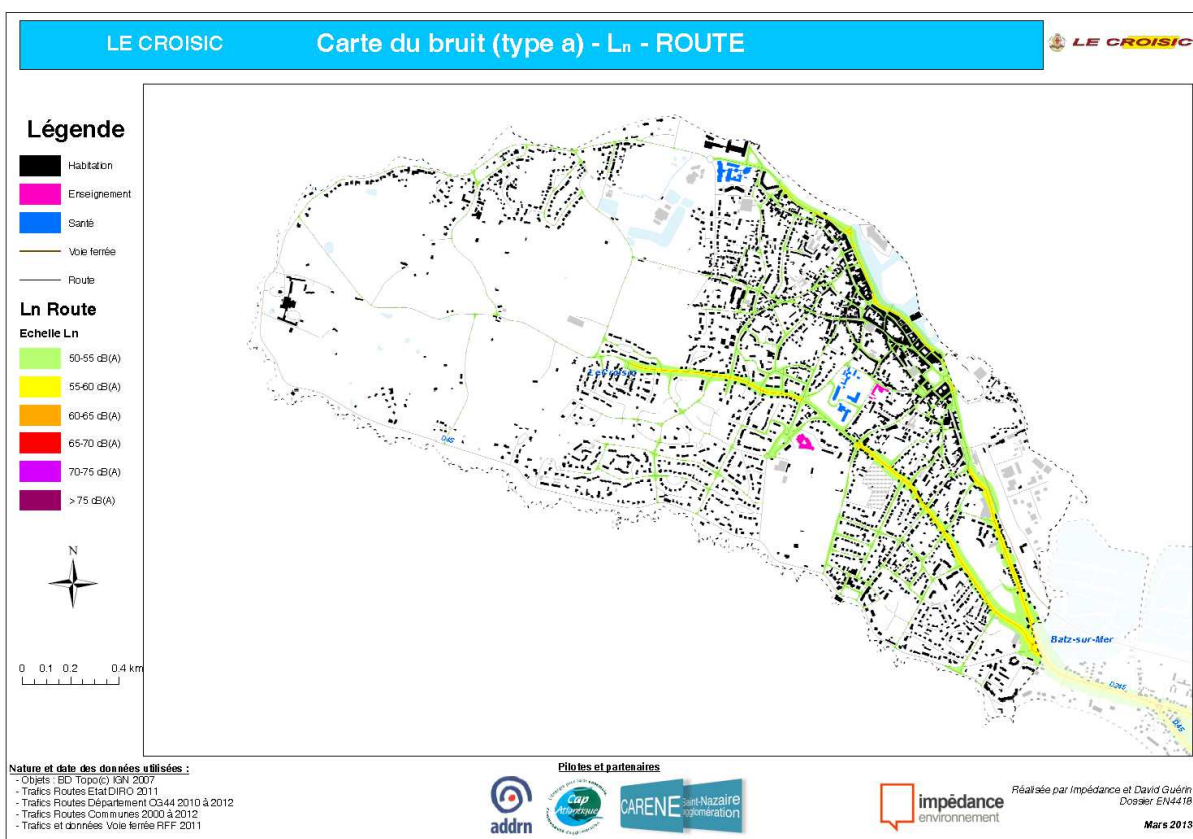 LE CROISIC
Carte du bruit (type a) - Ln - ROUTE
LE CROISIC
Légende
Habitation
Enseignement
Santé
Voie ferrée
Route
Ln Route
Echelle Ln
50-55 dB(A)
55-60 dB(A)
60-65 dB(A)
65-70 dB(A)
70-75 dB(A)
> 75 dB(A)
N
0 0.1 0.2 0.4 km
Le Croisic
D45
Batz-sur-Mer
D245
D45
Nature et date des données utilisées :
- Objets : BD Topo(c) IGN 2007
- Trafics Routes Etat DIRO 2011
- Trafics Routes Département CG44 2010 à 2012
- Trafics Routes Communes 2000 à 2012
- Trafics et données Voie ferrée RFF 2011
Pilotes et partenaires
addrn
Cap
Atlantique
CARENE
Saint-Nazaire
agglomération
impédance
environnement
Réalisée par Impédance et David Guérin
Dossier EN4418
Mars 2013